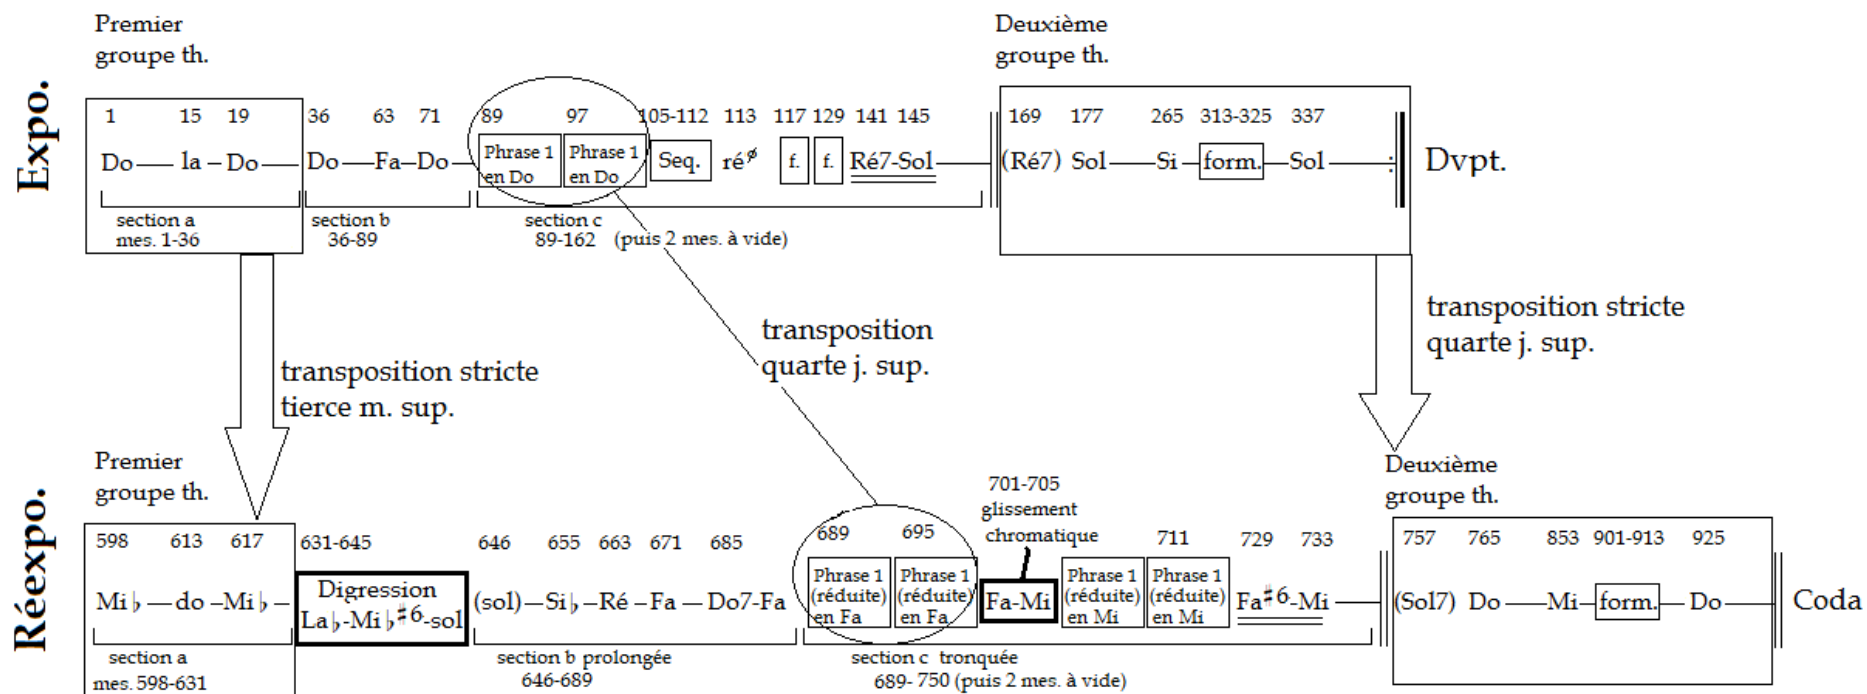 Premier
groupe th.
Deuxième
groupe th.
Expo.
1 15 19 36 63 71 89 97 105-112 113 117 129 141 145 169 177 265 313-325 337
Do la Do Do Fa Do Phrase 1 en Do Phrase 1 en Do Seq. ré ø f. f. Ré7-Sol (Ré7) Sol Si form. Sol : Dvpt.
section a
mes. 1-36
section b
36-89
section c
89-162 (puis 2 mes. à vide)
transposition stricte
tierce m. sup.
transposition
quarte j. sup.
transposition stricte
quarte j. sup.
Premier
groupe th.
701-705
glissement
chromatique
Deuxième
groupe th.
Réexpo.
598 613 617 631-645 646 655 663 671 685 689 695 711 729 733 757 765 853 901-913 925
Mi♭ do Mi♭ Digression La♭-Mi♭♯6-sol (sol) Si♭ Ré Fa Do7-Fa Phrase 1 (réduite) en Fa Phrase 1 (réduite) en Fa Fa-Mi Phrase 1 (réduite) en Mi Phrase 1 (réduite) en Mi Fa♯6-Mi (Sol7) Do Mi form. Do Coda
section a
mes. 598-631
section b prolongée
646-689
section c tronquée
689- 750 (puis 2 mes. à vide)